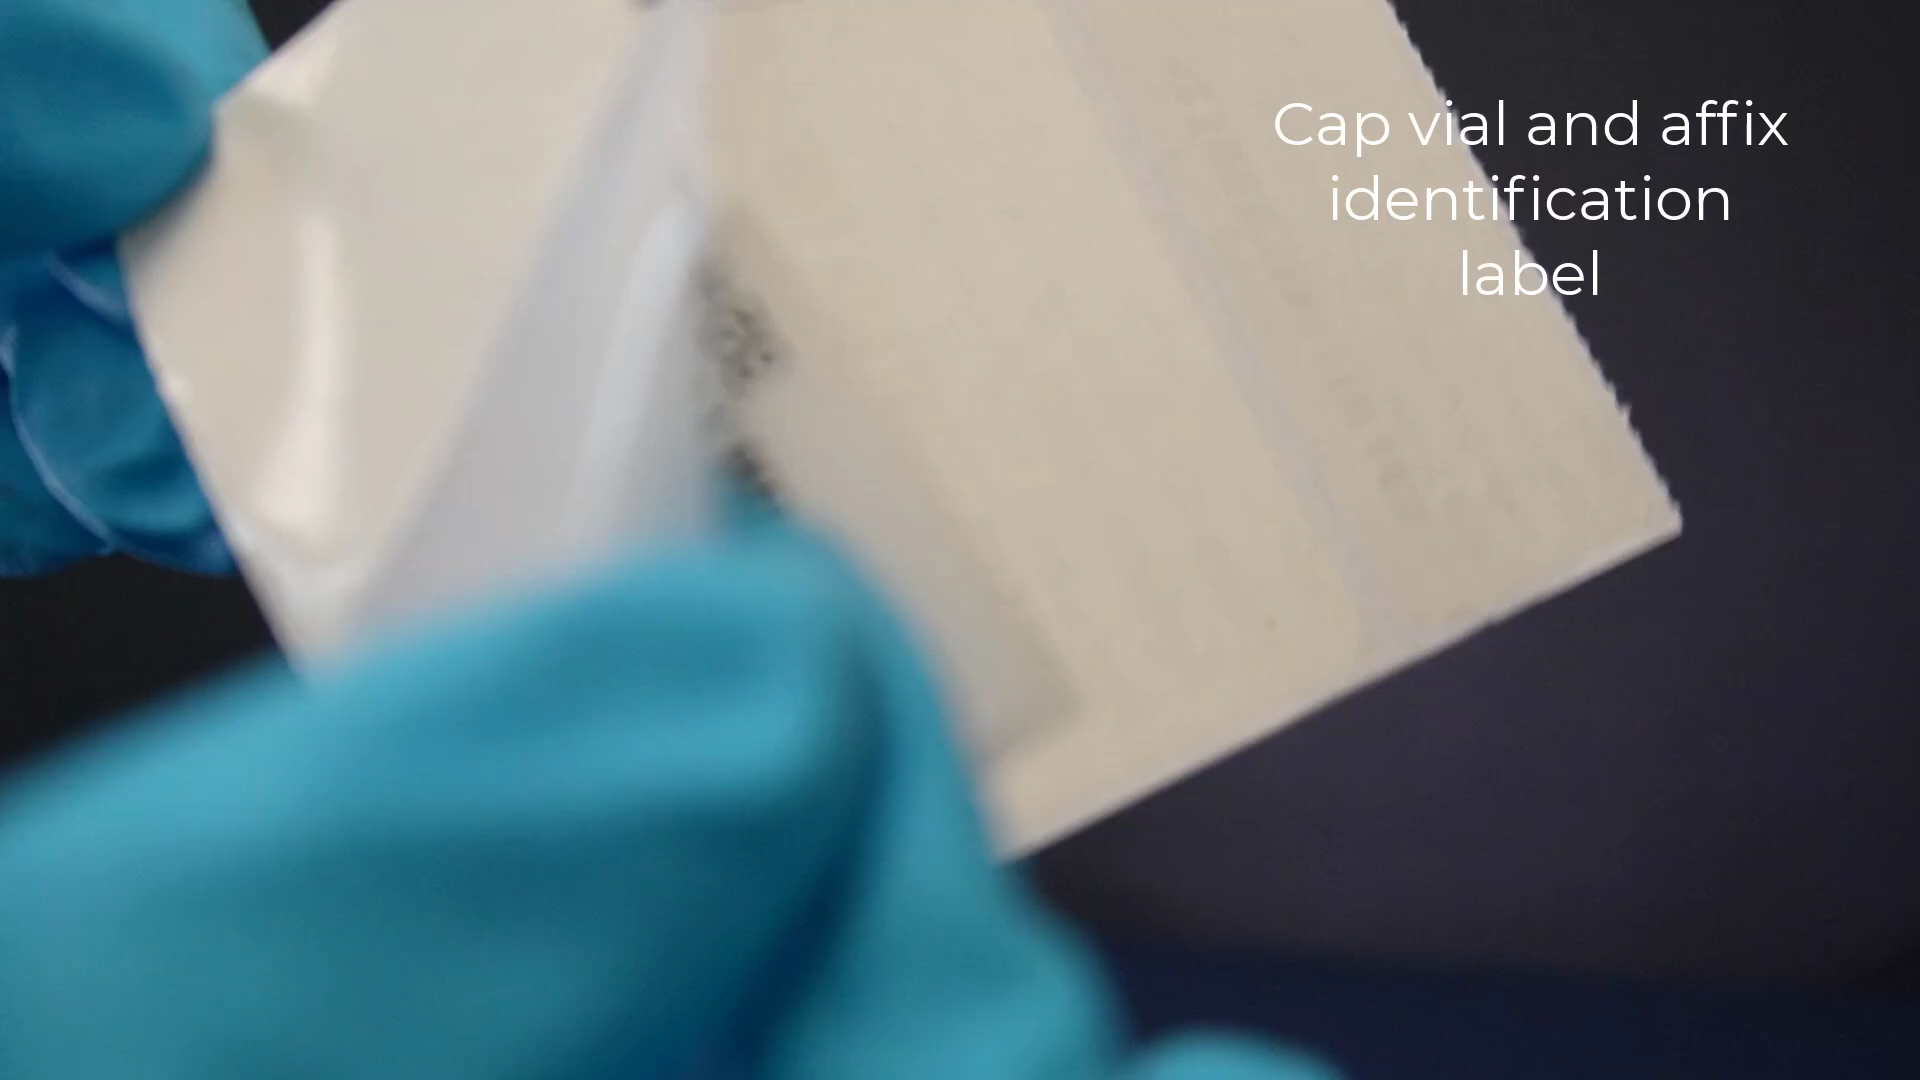 Cap vial and affix
identification
label